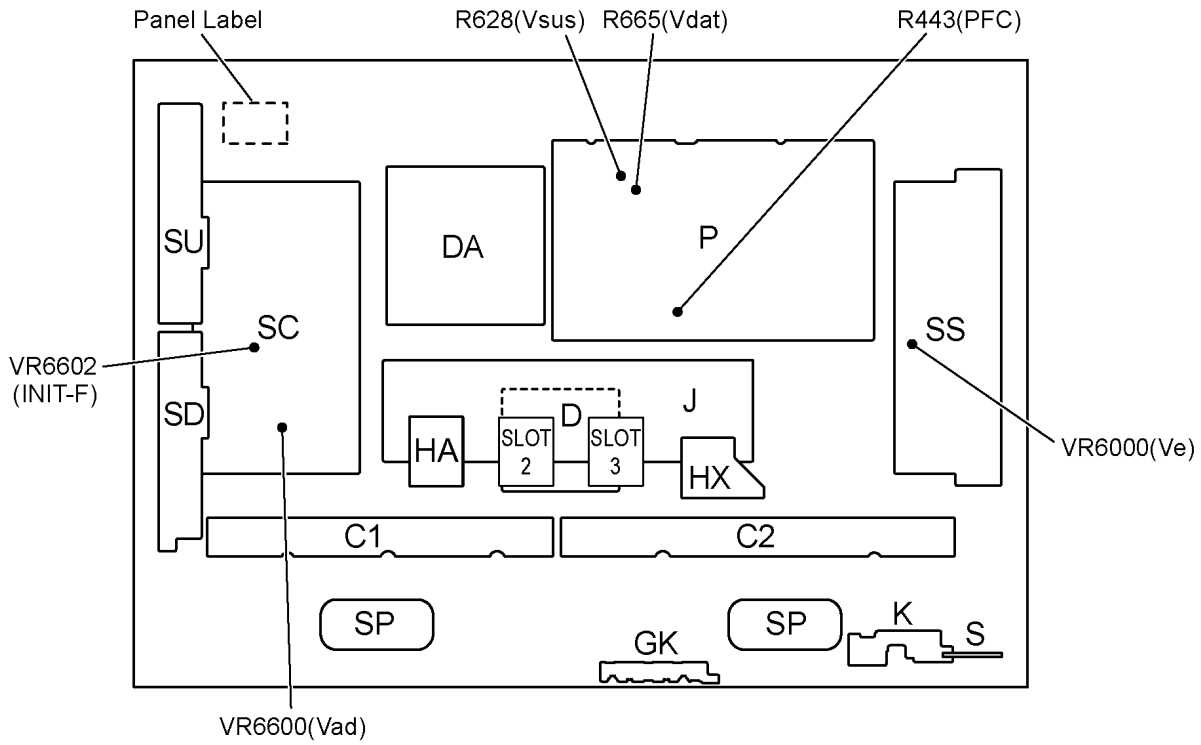 Panel Label
R628(Vsus)
R665(Vdat)
R443(PFC)
SU
DA
P
SC
SS
VR6602
(INIT-F)
SD
J
D
HA
SLOT
2
SLOT
3
HX
VR6000(Ve)
C1
C2
SP
SP
K
S
GK
VR6600(Vad)